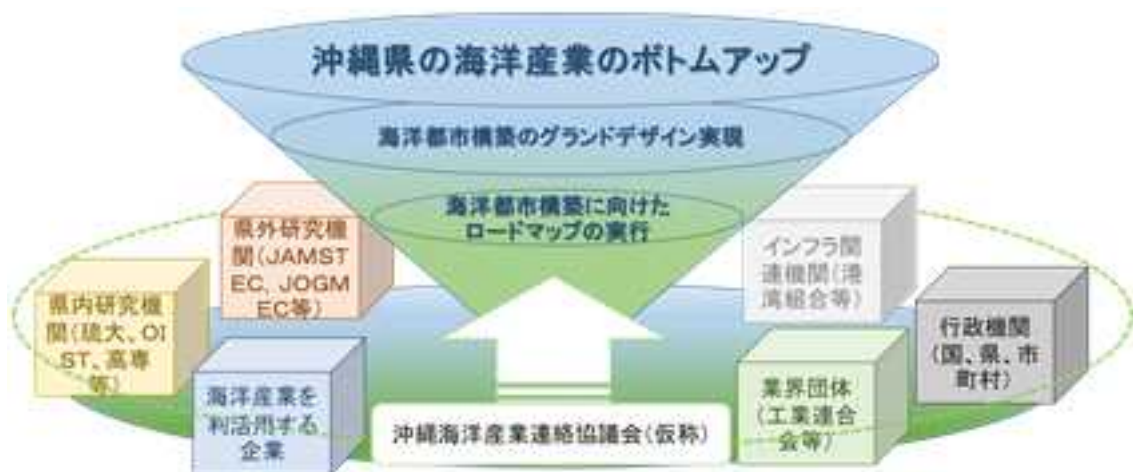 沖縄県の海洋産業のボトムアップ
海洋都市構築のグランドデザイン実現
海洋都市構築に向けた
ロードマップの実行
県外研究機
関(JAMST
EC、JOGM
EC等)
インフラ関
連機関(港
湾組合等)
県内研究機
関(琉大、OI
ST、高専
等)
行政機関
(国、県、市
町村)
海洋産業を
利活用する
企業
業界団体
(工業連合
会等)
沖縄海洋産業連絡協議会(仮称)